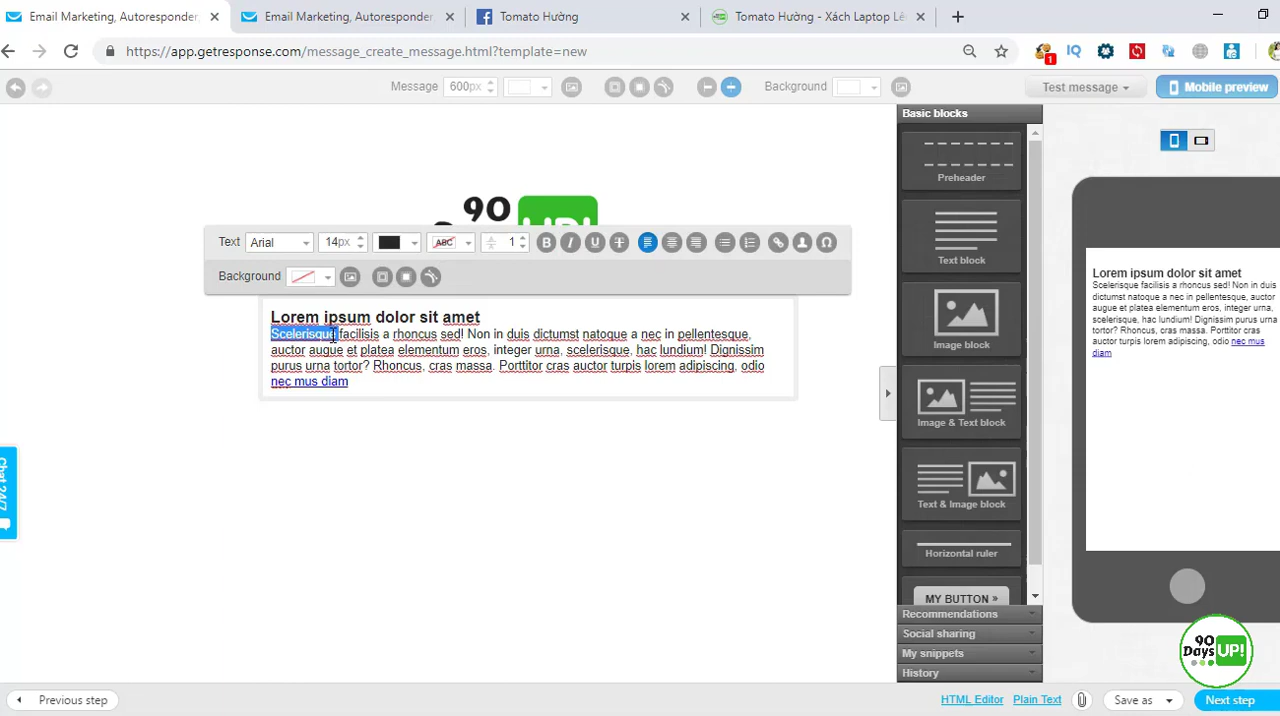 Email Marketing, Autoresponder
Email Marketing, Autoresponder
Tomato Hường
Tomato Hường - Xách Laptop Lê
https://app.getresponse.com/message_create_message.html?template=new
1
Message 600px
Background
Test message
Mobile preview
Basic blocks
Preheader
Text block
Image block
Image & Text block
Text & Image block
Horizontal ruler
MY BUTTON »
Recommendations
Social sharing
My snippets
History
90
Text Arial 14px ABC 1 B I U T
Background
Lorem ipsum dolor sit amet
Scelerisque facilisis a rhoncus sed! Non in duis dictumst natoque a nec in pellentesque,
auctor augue et platea elementum eros, integer urna, scelerisque, hac lundium! Dignissim
purus urna tortor? Rhoncus, cras massa. Porttitor cras auctor turpis lorem adipiscing, odio
nec mus diam
Lorem ipsum dolor sit amet
Scelerisque facilisis a rhoncus sed! Non in duis
dictumst natoque a nec in pellentesque, auctor
augue et platea elementum eros, integer urna,
scelerisque, hac lundium! Dignissim purus urna
tortor? Rhoncus, cras massa. Porttitor cras
auctor turpis lorem adipiscing, odio nec mus
diam
Chat 24/7
90
Days UP!
Previous step
HTML Editor
Plain Text
Save as
Next step